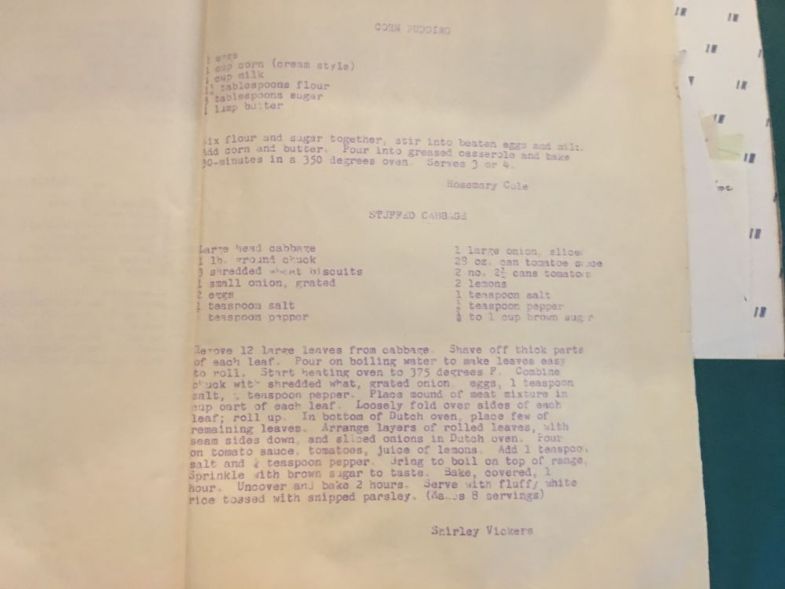 CORN PUDDING
eggs
1 cup corn (cream style)
1 cup milk
tablespoons flour
tablespoons sugar
1 lump butter
Mix flour and sugar together, stir into beaten eggs and milk.
Add corn and butter. Pour into greased casserole and bake
30-minutes in a 350 degrees oven. Serves 3 or 4.
Rosemary Cole
STUFFED CABBAGE
Large head cabbage
1 lb. ground chuck
3 shredded wheat biscuits
1 small onion, grated
2 eggs
1 teaspoom salt
teaspoom pepper
1 large onion, sliced
29 oz. can tomatoe sauce
2 no. 2½ cans tomatoes
2 lemons
1 teaspoon salt
teaspoon pepper
to 1 cup brown sugar
Remove 12 large leaves from cabbage. Shave off thick parts
of each leaf. Pour on boiling water to make leaves easy
to roll. Start heating oven to 375 degrees F. Combine
chuck with shredded what, grated onion, eggs, 1 teaspoon
salt, teaspoon pepper. Place mound of meat mixture in
cup part of each leaf. Loosely fold over sides of each
leaf; roll up. In bottom of Dutch oven, place few of
remaining leaves. Arrange layers of rolled leaves, with
seam sides down, and sliced onions in Dutch oven. Pour
on tomato sauce, tomatoes, juice of lemons. Add 1 teaspoon
salt and teaspoon pepper. Bring to boil on top of range.
Sprinkle with brown sugar to taste. Bake, covered, 1
hour. Uncover and bake 2 hours. Serve with fluffy white
rice tossed with snipped parsley. (Makes 8 servings)
Shirley Vickers